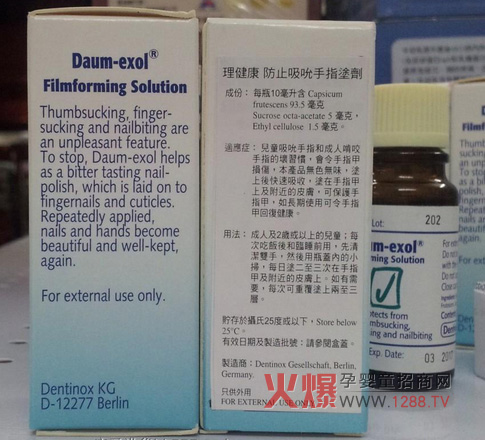 Daum-exol®
Filmforming Solution
Thumbsucking, finger-
sucking and nailbiting are
an unpleasant feature.
To stop, Daum-exol helps
as a bitter tasting nail-
polish, which is laid on to
fingernails and cuticles.
Repeatedly applied,
nails and hands become
beautiful and well-kept,
again.
For external use only.
Dentinox KG
D-12277 Berlin
理健康 防止吸吮手指塗劑
成份: 每瓶10毫升含 Capsicum
frutescens 93.5 毫克
Sucrose octa-acetate 5 毫克,
Ethyl cellulose 1.5 毫克。
適應症: 兒童吸吮手指和成人啃咬
手指的壞習慣, 會令手指甲
損傷, 本產品無色無味, 塗
上後快速吸收, 塗在手指甲
上及附近的皮膚, 可保護手
指甲, 如長期使用可令手指
甲回復健康。
用法: 成人及2歲或以上的兒童;每
次吃飯後和臨睡前用, 先清
潔雙手, 然後用瓶蓋內的小
掃, 每日塗二至三次在手指
甲及附近的皮膚上。如有需
要, 每次可重覆塗上兩至三
層。
貯存於攝氏25度或以下, Store below
25°C.
有效日期及製造批號: 請參閱盒蓋。
製造商: Dentinox Gesellschaft, Berlin,
Germany.
只供外用
FOR EXTERNAL USE ONLY
Lot: 202
um-exol®
rming Solution
otects from
umbsucking,
ing and nailbiting
Exp. Date: 03 201
For exte
Do not
Close
Dentin
D-12
火爆 孕婴童招商网
www.1288.TV